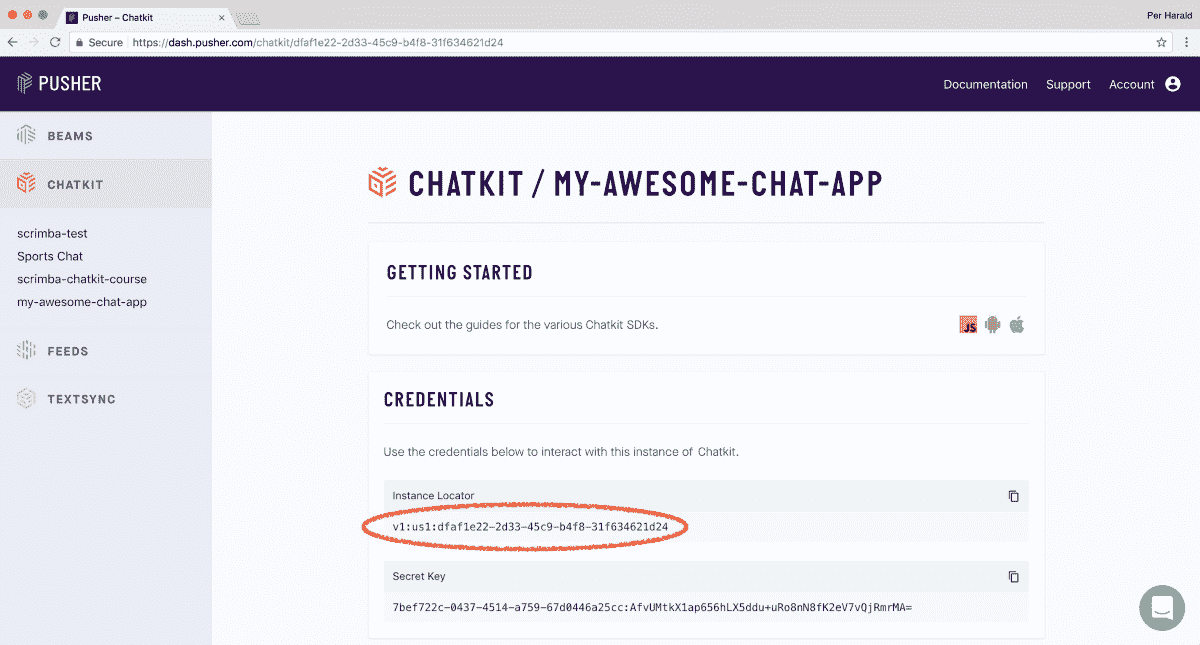 Pusher – Chatkit
Per Harald
Secure
https://dash.pusher.com/chatkit/dfaf1e22-2d33-45c9-b4f8-31f634621d24
PUSHER
Documentation Support Account
BEAMS
CHATKIT
scrimba-test
Sports Chat
scrimba-chatkit-course
my-awesome-chat-app
FEEDS
TEXTSYNC
CHATKIT / MY-AWESOME-CHAT-APP
GETTING STARTED
Check out the guides for the various Chatkit SDKs.
JS
CREDENTIALS
Use the credentials below to interact with this instance of Chatkit.
Instance Locator
v1:us1:dfaf1e22-2d33-45c9-b4f8-31f634621d24
Secret Key
7bef722c-0437-4514-a759-67d0446a25cc:AfvUMtkX1ap656hLX5ddu+uRo8nN8fK2eV7vQjRmrMA=